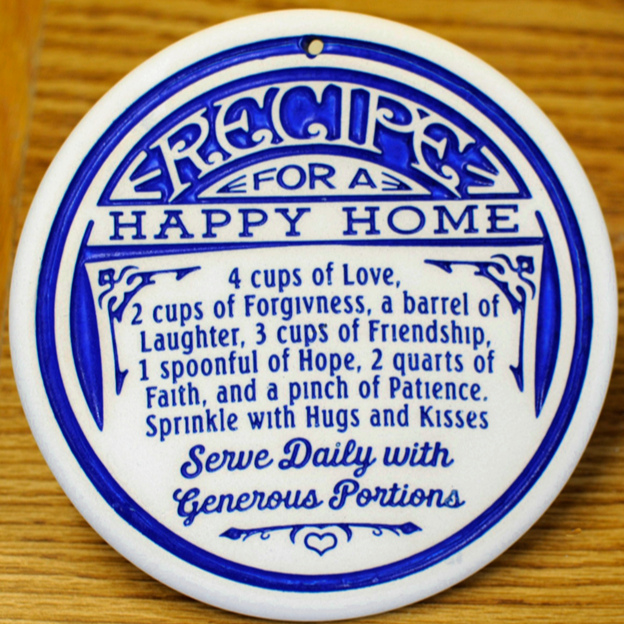 RECIPE
FOR A
HAPPY HOME
4 cups of Love,
2 cups of Forgivness, a barrel of
Laughter, 3 cups of Friendship,
1 spoonful of Hope, 2 quarts of
Faith, and a pinch of Patience.
Sprinkle with Hugs and Kisses
Serve Daily with
Generous Portions